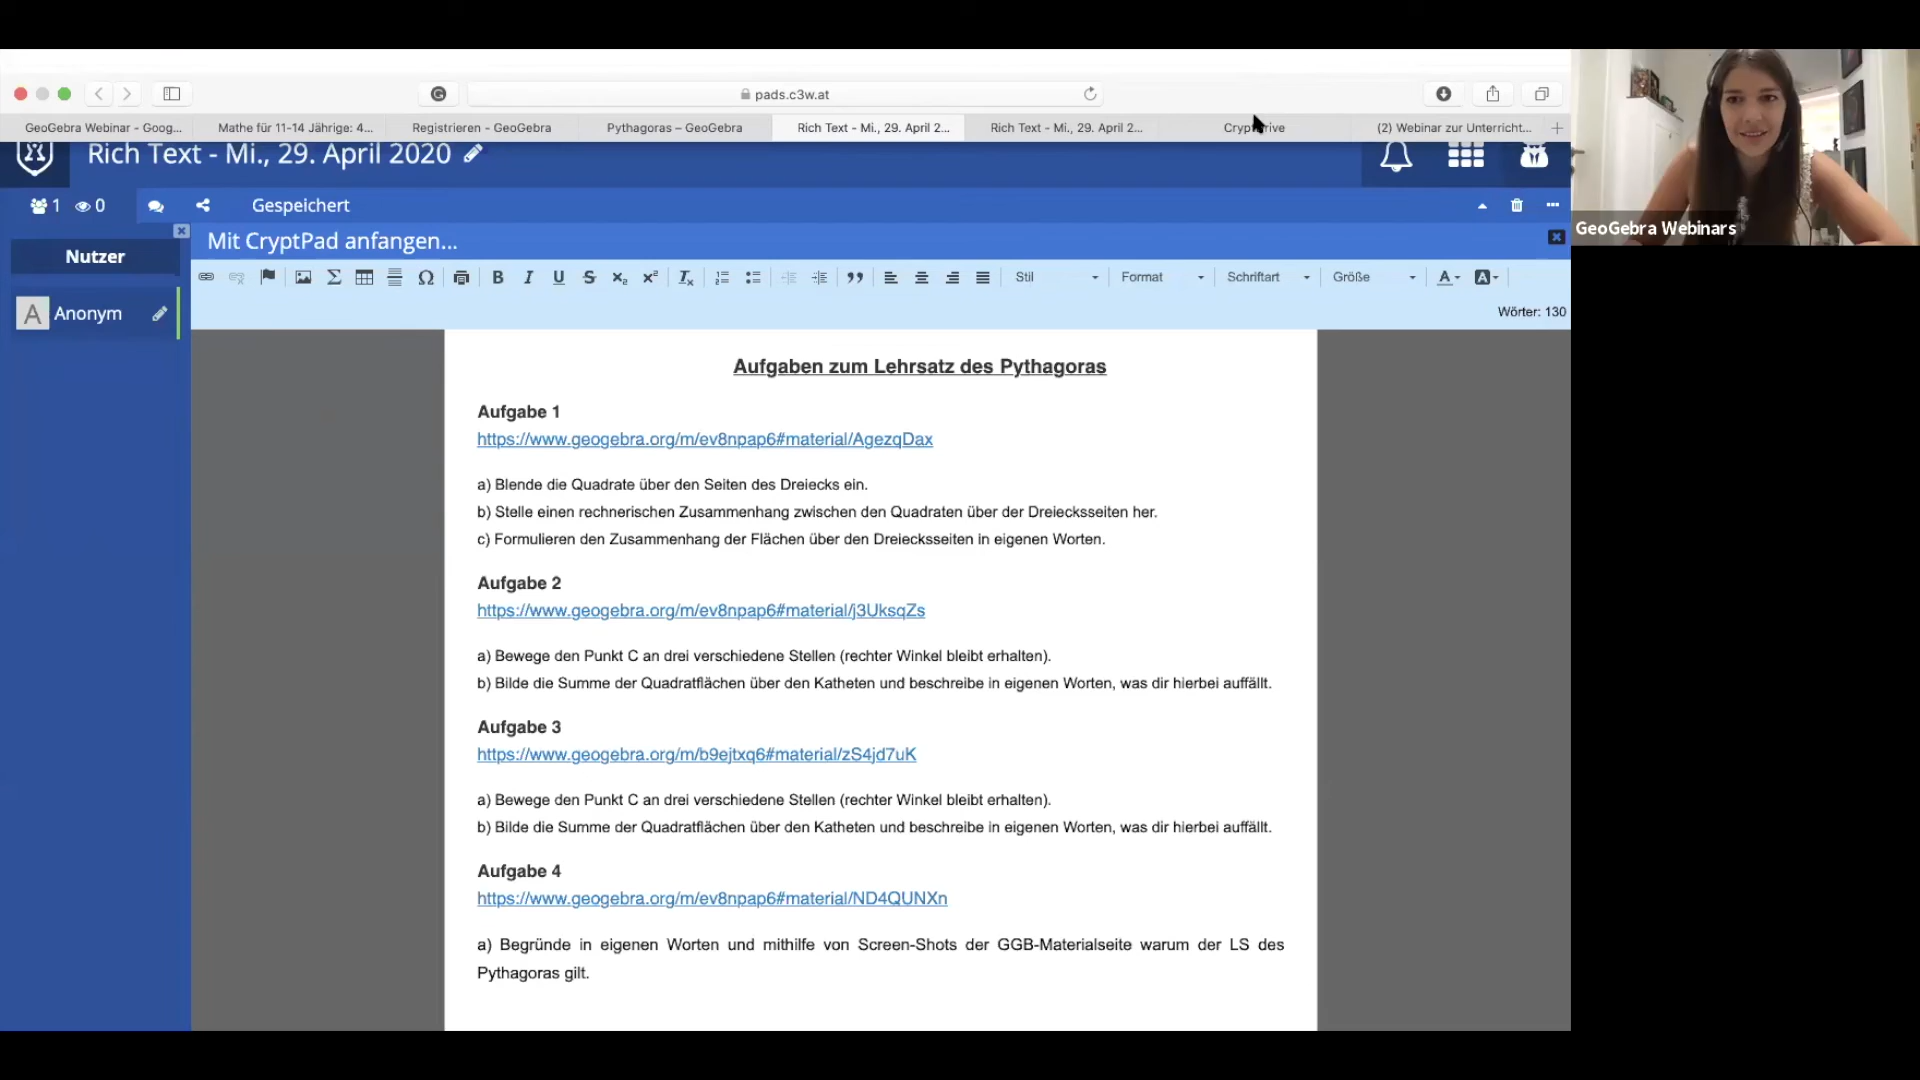 pads.c3w.at
GeoGebra Webinar - Goog...
Mathe für 11-14 Jährige: 4...
Registrieren - GeoGebra
Pythagoras – GeoGebra
Rich Text - Mi., 29. April 2...
Rich Text - Mi., 29. April 2...
(2) Webinar zur Unterricht...
Rich Text - Mi., 29. April 2020
1
0
Gespeichert
GeoGebra Webinars
Nutzer
Mit CryptPad anfangen...
Stil
Format
Schriftart
Größe
A
Anonym
Wörter: 130
Aufgaben zum Lehrsatz des Pythagoras
Aufgabe 1
https://www.geogebra.org/m/ev8npap6#material/AgezqDax
a) Blende die Quadrate über den Seiten des Dreiecks ein.
b) Stelle einen rechnerischen Zusammenhang zwischen den Quadraten über der Dreiecksseiten her.
c) Formulieren den Zusammenhang der Flächen über den Dreiecksseiten in eigenen Worten.
Aufgabe 2
https://www.geogebra.org/m/ev8npap6#material/j3UksqZs
a) Bewege den Punkt C an drei verschiedene Stellen (rechter Winkel bleibt erhalten).
b) Bilde die Summe der Quadratflächen über den Katheten und beschreibe in eigenen Worten, was dir hierbei auffällt.
Aufgabe 3
https://www.geogebra.org/m/b9ejtxq6#material/zS4jd7uK
a) Bewege den Punkt C an drei verschiedene Stellen (rechter Winkel bleibt erhalten).
b) Bilde die Summe der Quadratflächen über den Katheten und beschreibe in eigenen Worten, was dir hierbei auffällt.
Aufgabe 4
https://www.geogebra.org/m/ev8npap6#material/ND4QUNXn
a) Begründe in eigenen Worten und mithilfe von Screen-Shots der GGB-Materialseite warum der LS des
Pythagoras gilt.